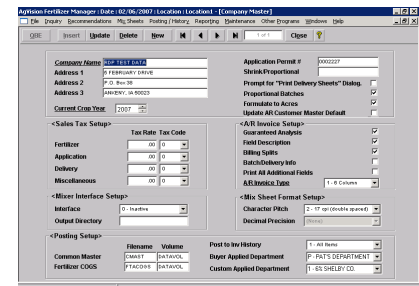 AgVision Fertilizer Manager : Date : 02/06/2007 : Location : Location1 - [Company Master]
File Inquiry Recommendations Mix Sheets Posting / History Reporting Maintenance Other Programs Windows Help
QBE Insert Update Delete New 1 of 1 Close ?
Company Name RDP TEST DATA
Address 1 5 FEBRUARY DRIVE
Address 2 P.O. Box 38
Address 3 ANKENY, IA 50023
Current Crop Year 2007
Application Permit # 0002227
Shrink/Proportional
Prompt for "Print Delivery Sheets" Dialog.
Proportional Batches
Formulate to Acres
Update AR Customer Master Default
<Sales Tax Setup>
Tax Rate Tax Code
Fertilizer .00 0
Application .00 0
Delivery .00 0
Miscellaneous .00 0
<A/R Invoice Setup>
Guaranteed Analysis
Field Description
Billing Splits
Batch/Delivery Info
Print All Additional Fields
A/R Invoice Type 1 - 6 Column
<Mixer Interface Setup>
Interface 0 - Inactive
Output Directory
<Mix Sheet Format Setup>
Character Pitch 2 - 17 cpi (double spaced)
Decimal Precision (None)
<Posting Setup>
Filename Volume
Common Master CMAST DATAVOL
Fertilizer COGS FTACOGS DATAVOL
Post to Inv History 1 - All Items
Buyer Applied Department P - PAT'S DEPARTMENT
Custom Applied Department 1 - 6% SHELBY CO.